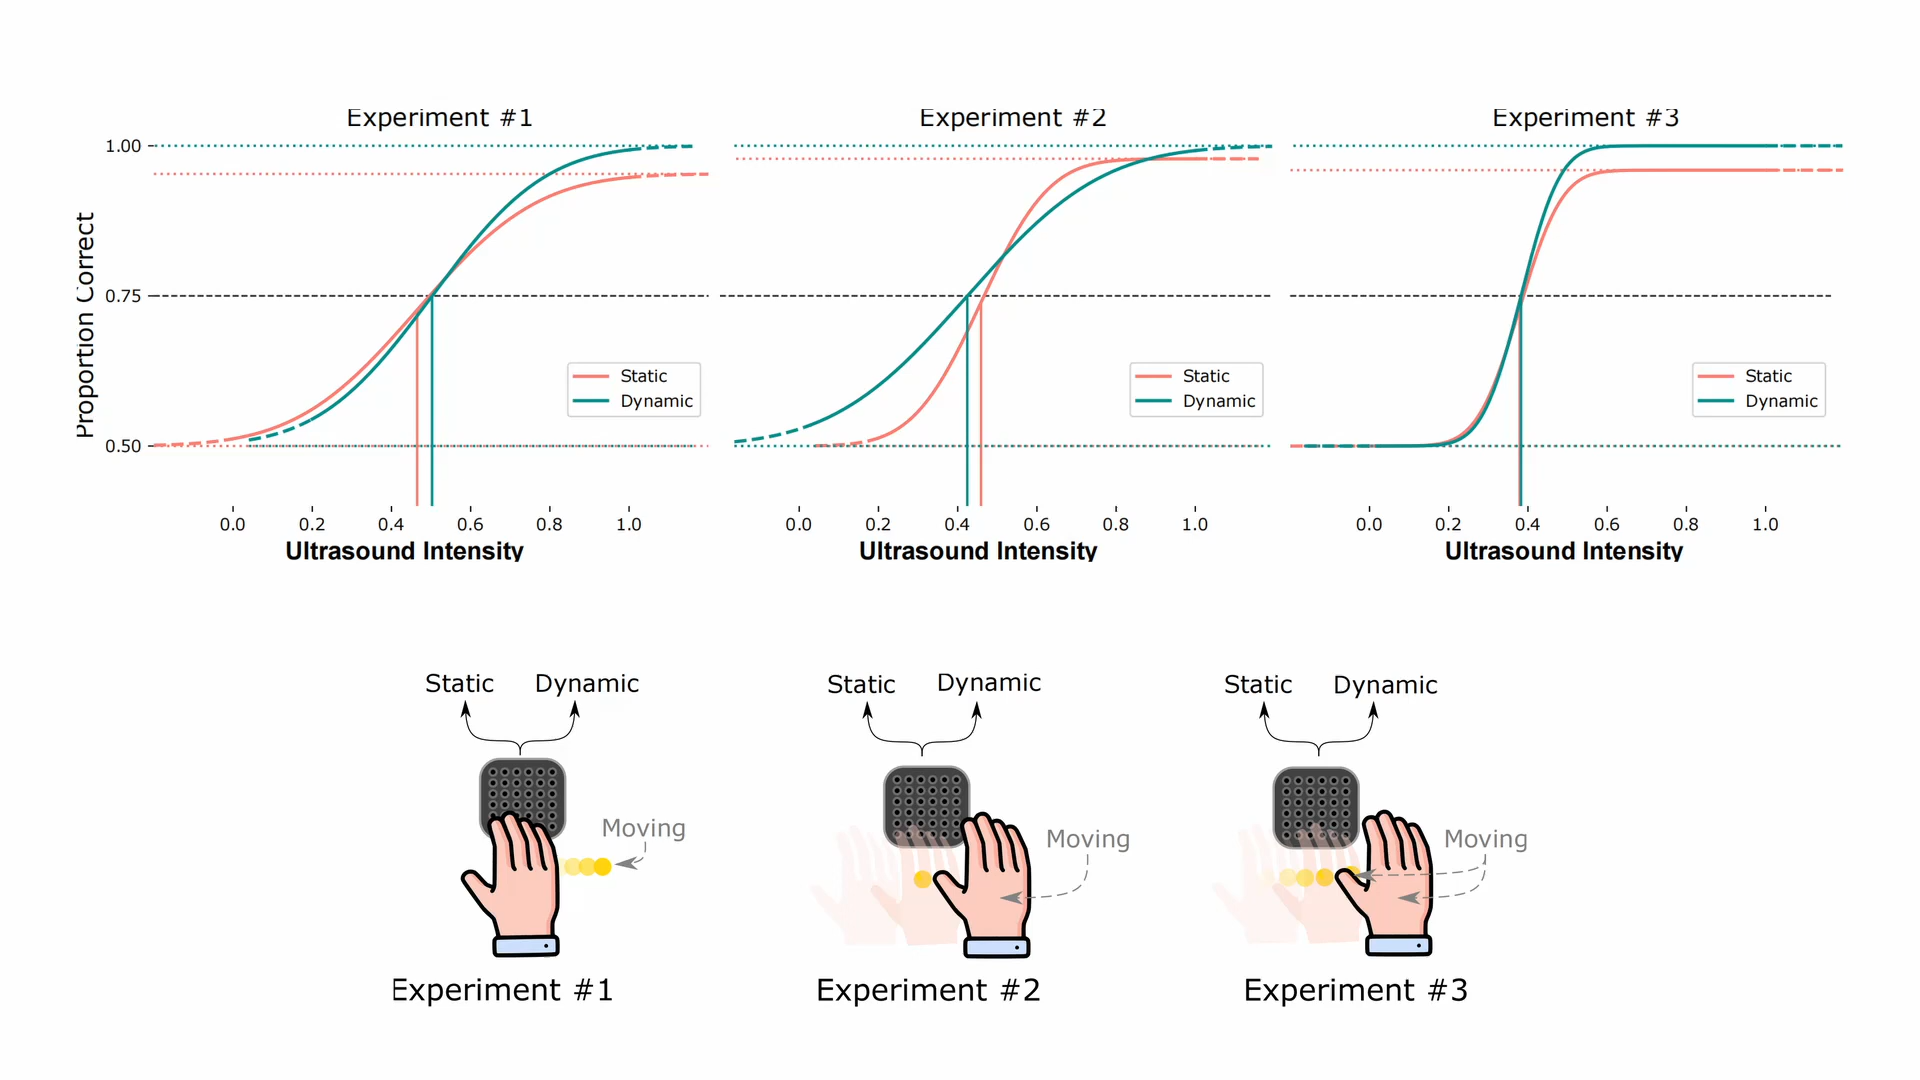 Experiment #1
Experiment #2
Experiment #3
Proportion Correct
1.00
0.75
0.50
Static
Dynamic
Static
Dynamic
Static
Dynamic
0.0 0.2 0.4 0.6 0.8 1.0
0.0 0.2 0.4 0.6 0.8 1.0
0.0 0.2 0.4 0.6 0.8 1.0
Ultrasound Intensity
Ultrasound Intensity
Ultrasound Intensity
Static Dynamic
Moving
Experiment #1
Static Dynamic
Moving
Experiment #2
Static Dynamic
Moving
Experiment #3